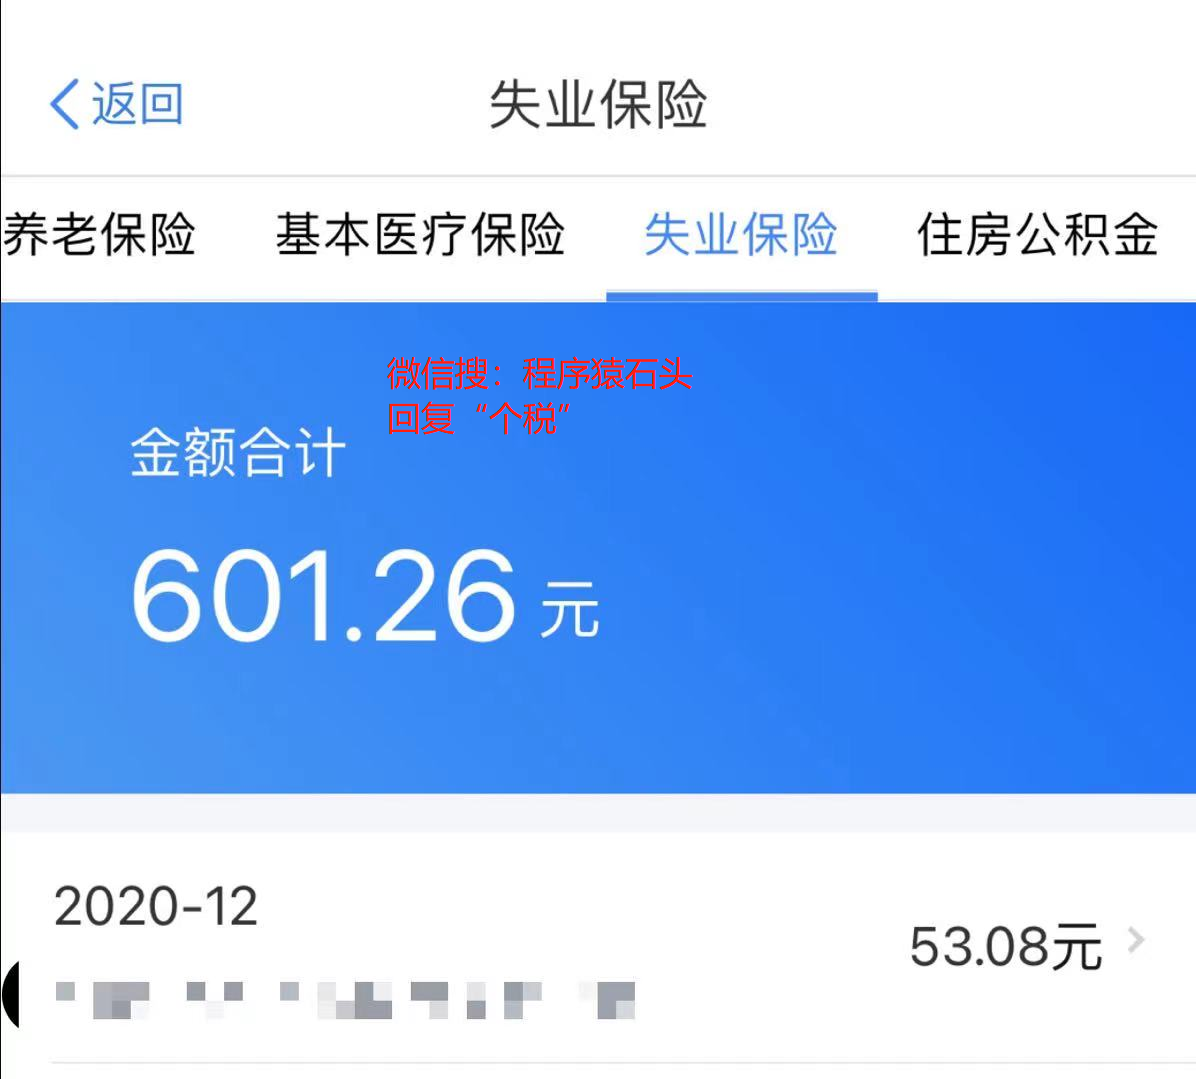 返回
失业保险
养老保险 基本医疗保险 失业保险 住房公积金
微信搜：程序猿石头
回复“个税”
金额合计
601.26 元
2020-12
53.08元